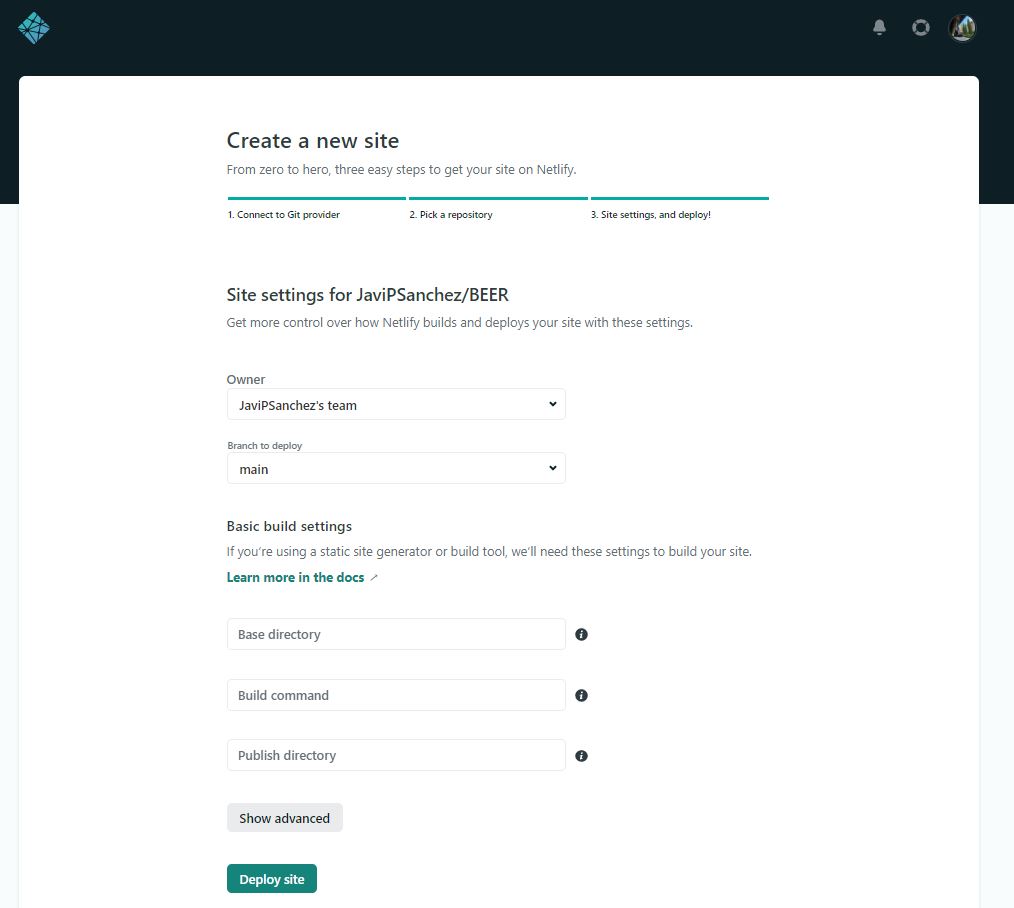 Create a new site
From zero to hero, three easy steps to get your site on Netlify.
1. Connect to Git provider
2. Pick a repository
3. Site settings, and deploy!
Site settings for JaviPSanchez/BEER
Get more control over how Netlify builds and deploys your site with these settings.
Owner
JaviPSanchez's team
Branch to deploy
main
Basic build settings
If you're using a static site generator or build tool, we'll need these settings to build your site.
Learn more in the docs
Base directory
Build command
Publish directory
Show advanced
Deploy site